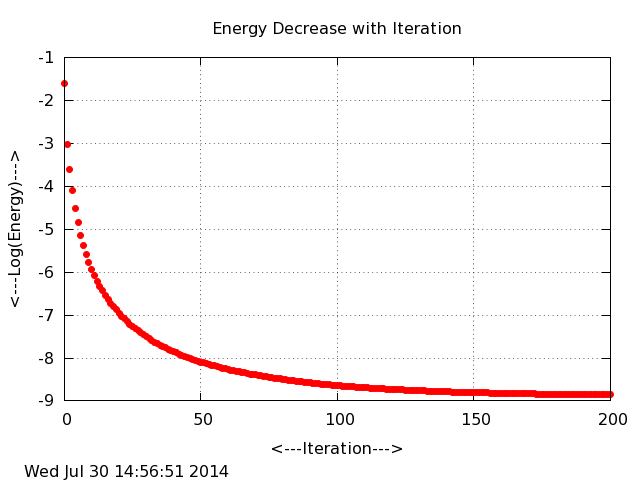 Energy Decrease with Iteration
-1
-2
-3
-4
-5
-6
-7
-8
-9
<---Log(Energy)--->
0 50 100 150 200
<---Iteration--->
Wed Jul 30 14:56:51 2014